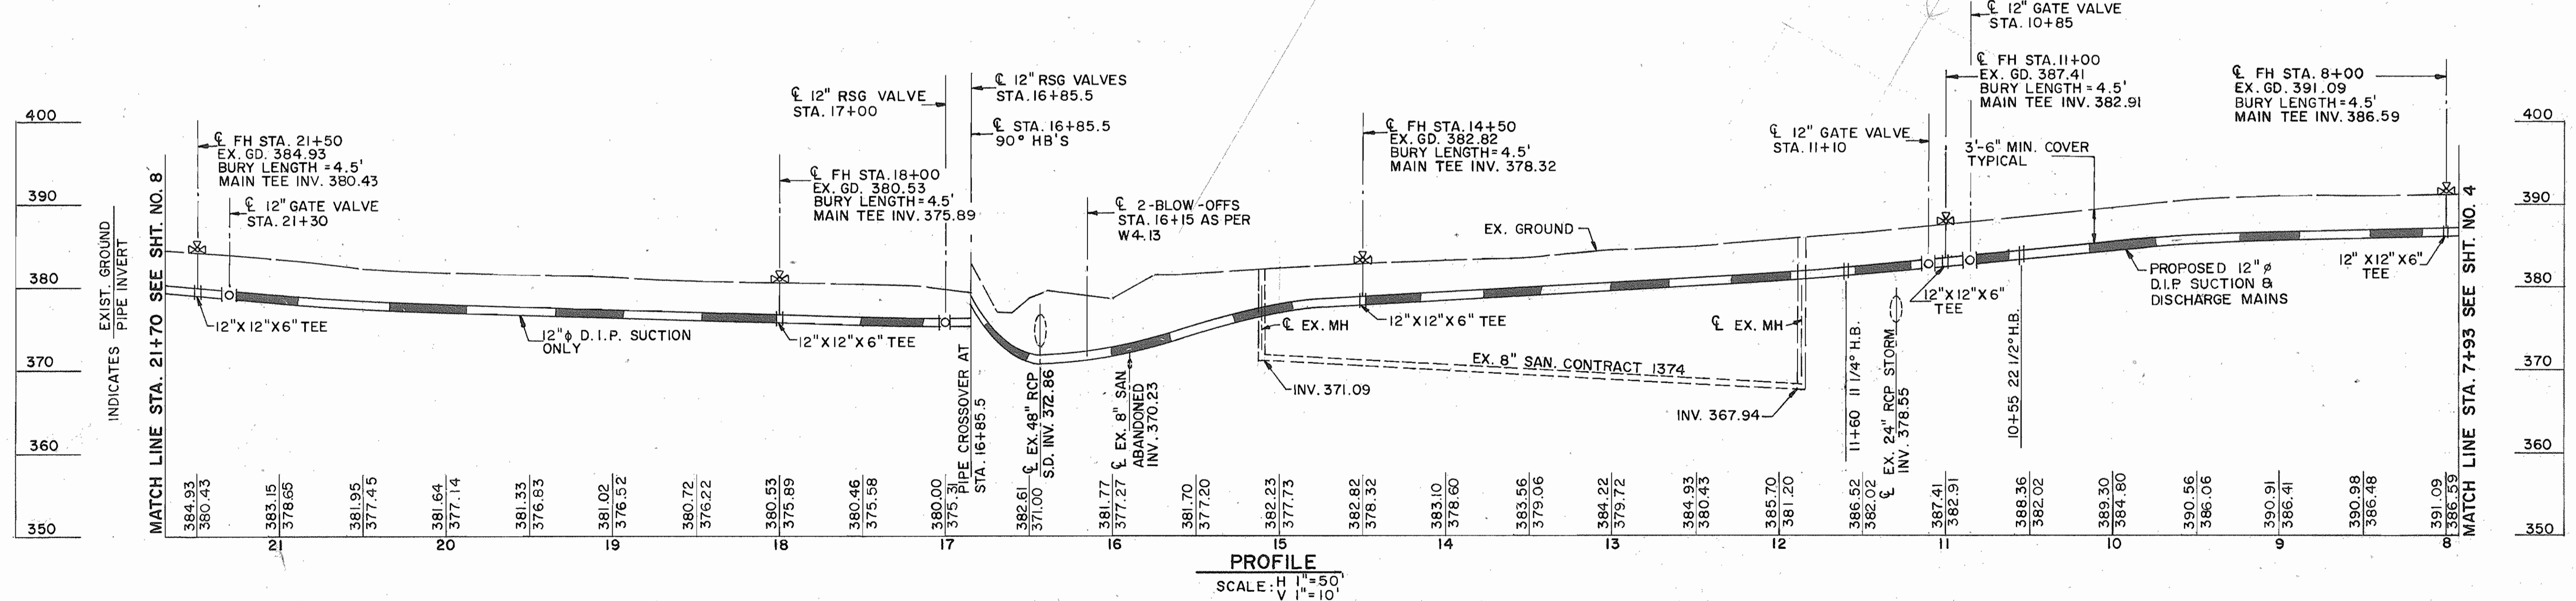 ℄ 12" GATE VALVE
STA. 10+85
℄ 12" RSG VALVES
STA. 16+85.5
℄ 12" RSG VALVE
STA. 17+00
℄ STA. 16+85.5
90° HB'S
℄ FH STA. 11+00
EX. GD. 387.41
BURY LENGTH = 4.5'
MAIN TEE INV. 382.91
℄ FH STA. 8+00
EX. GD. 391.09
BURY LENGTH = 4.5'
MAIN TEE INV. 386.59
400
400
℄ FH STA. 21+50
EX. GD. 384.93
BURY LENGTH = 4.5'
MAIN TEE INV. 380.43
℄ FH STA. 14+50
EX. GD. 382.82
BURY LENGTH = 4.5'
MAIN TEE INV. 378.32
℄ 12" GATE VALVE
STA. 11+10
3'-6" MIN. COVER
TYPICAL
℄ FH STA. 18+00
EX. GD. 380.53
BURY LENGTH = 4.5'
MAIN TEE INV. 375.89
390
390
℄ 12" GATE VALVE
STA. 21+30
℄ 2-BLOW-OFFS
STA. 16+15 AS PER
W4.13
EX. GROUND
INDICATES
EXIST. GROUND
PIPE INVERT
MATCH LINE STA. 21+70 SEE SHT. NO. 8
380
380
12" X 12" X 6" TEE
12" φ D.I.P. SUCTION
ONLY
12" X 12" X 6" TEE
℄ EX. MH
12" X 12" X 6" TEE
℄ EX. MH
12" X 12" X 6"
TEE
PROPOSED 12" φ
D.I.P. SUCTION &
DISCHARGE MAINS
12" X 12" X 6"
TEE
MATCH LINE STA. 7+93 SEE SHT. NO. 4
370
370
EX. 8" SAN. CONTRACT 1374
INV. 371.09
INV. 367.94
PIPE CROSSOVER AT
STA. 16+85.5
℄ EX. 48" RCP
S.D. INV. 372.86
℄ EX. 8" SAN.
ABANDONED
INV. 370.23
11+60 11 1/4° H.B.
℄ EX. 24" RCP STORM
INV. 378.55
10+55 22 1/2° H.B.
360
360
384.93
380.43
383.15
378.65
381.95
377.45
381.64
377.14
381.33
376.83
381.02
376.52
380.72
376.22
380.53
375.89
380.46
375.58
380.00
375.31
382.61
371.00
381.77
377.27
381.70
377.20
382.23
377.73
382.82
378.32
383.10
378.60
383.56
379.06
384.22
379.72
384.93
380.43
385.70
381.20
386.52
382.02
387.41
382.91
388.36
382.02
389.30
384.80
390.56
386.06
390.91
386.41
390.98
386.48
391.09
386.59
350
350
21 20 19 18 17 16 15 14 13 12 11 10 9 8
PROFILE
SCALE: H 1"=50'
V 1"=10'